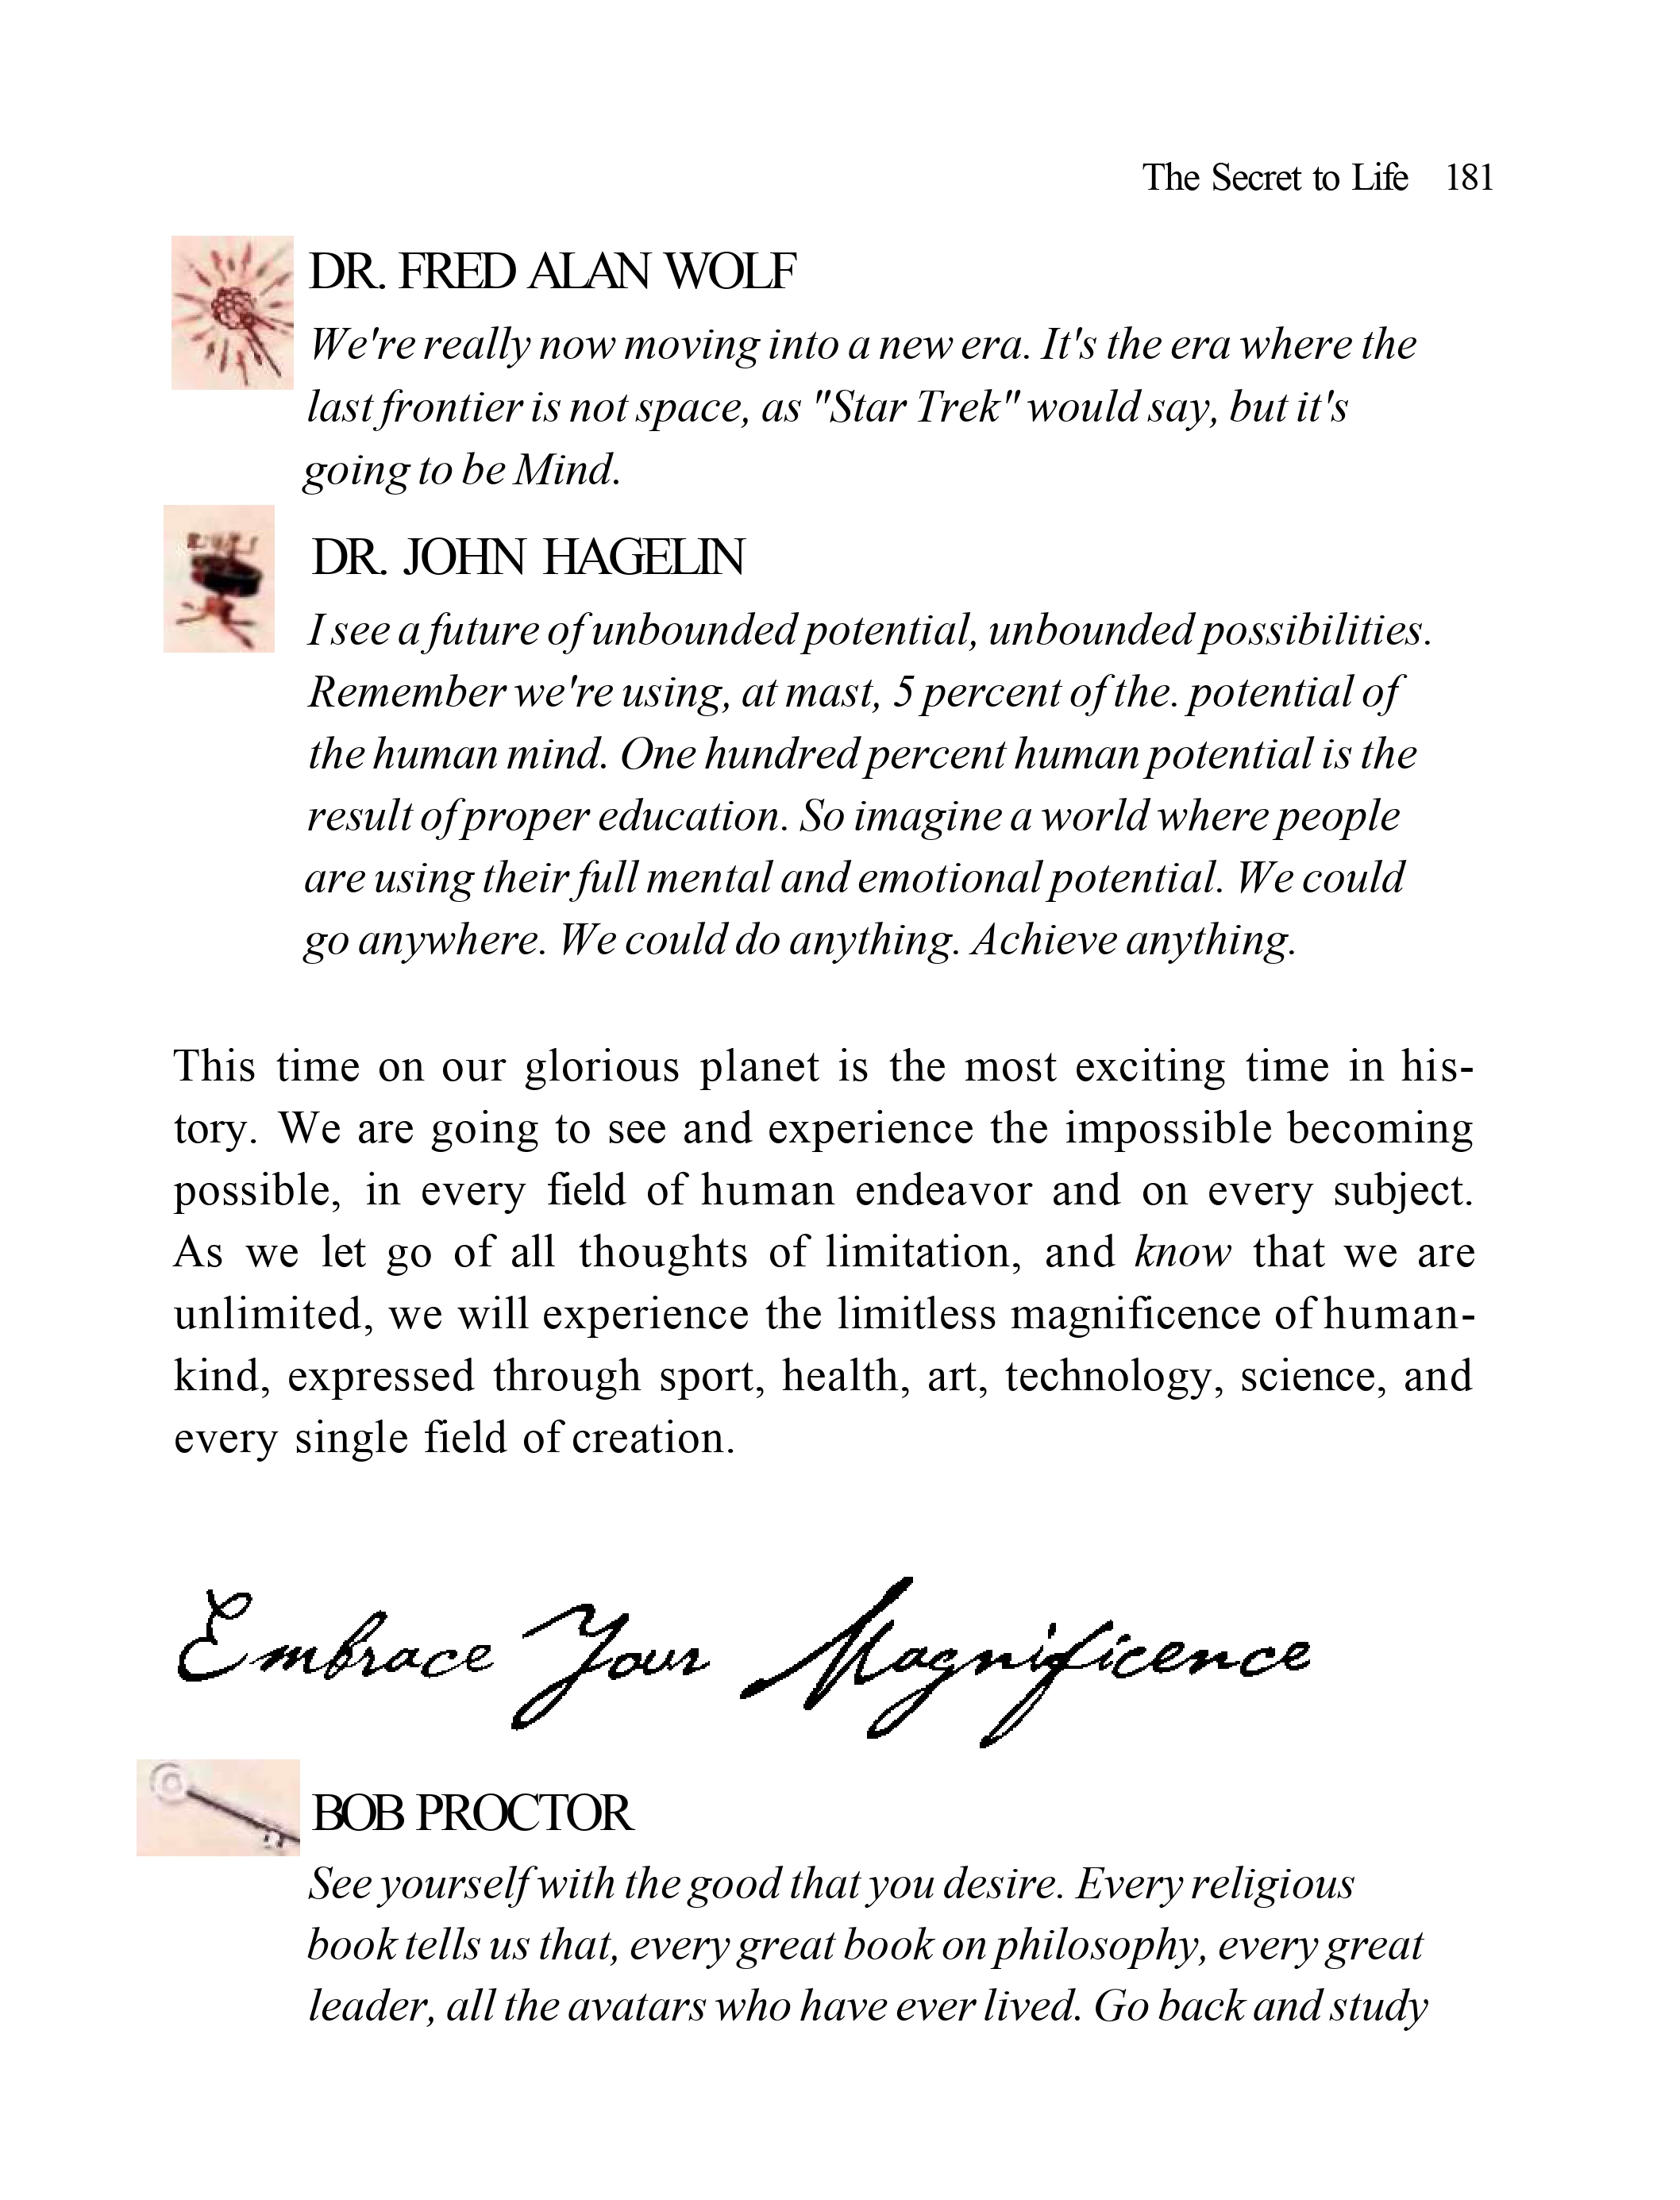 The Secret to Life 181
DR. FRED ALAN WOLF
We're really now moving into a new era. It's the era where the
last frontier is not space, as "Star Trek" would say, but it's
going to be Mind.
DR. JOHN HAGELIN
I see a future of unbounded potential, unbounded possibilities.
Remember we're using, at mast, 5 percent of the. potential of
the human mind. One hundred percent human potential is the
result of proper education. So imagine a world where people
are using their full mental and emotional potential. We could
go anywhere. We could do anything. Achieve anything.
This time on our glorious planet is the most exciting time in his-
tory. We are going to see and experience the impossible becoming
possible, in every field of human endeavor and on every subject.
As we let go of all thoughts of limitation, and know that we are
unlimited, we will experience the limitless magnificence of human-
kind, expressed through sport, health, art, technology, science, and
every single field of creation.
Embrace Your Magnificence
BOB PROCTOR
See yourself with the good that you desire. Every religious
book tells us that, every great book on philosophy, every great
leader, all the avatars who have ever lived. Go back and study